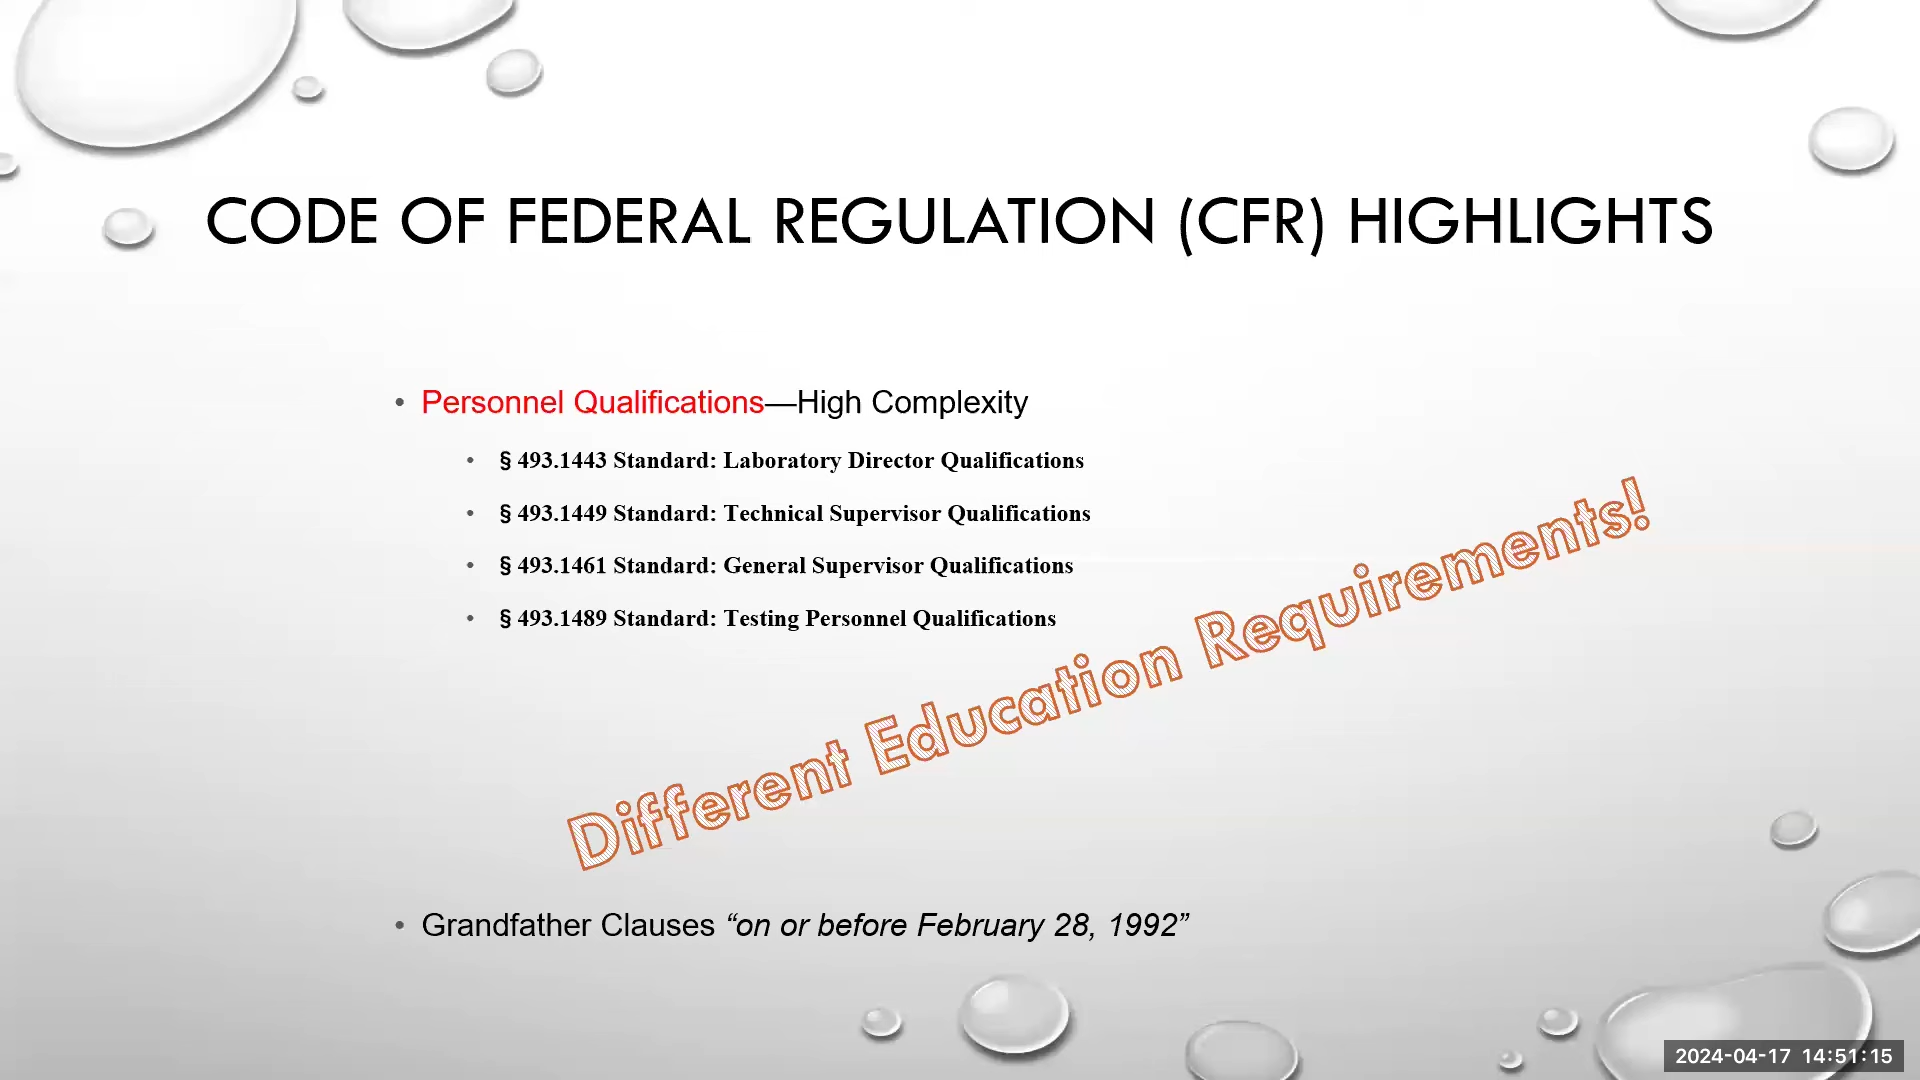 CODE OF FEDERAL REGULATION (CFR) HIGHLIGHTS
• Personnel Qualifications—High Complexity
• § 493.1443 Standard: Laboratory Director Qualifications
• § 493.1449 Standard: Technical Supervisor Qualifications
• § 493.1461 Standard: General Supervisor Qualifications
• § 493.1489 Standard: Testing Personnel Qualifications
Different Education Requirements!
• Grandfather Clauses “on or before February 28, 1992”
2024-04-17 14:51:15